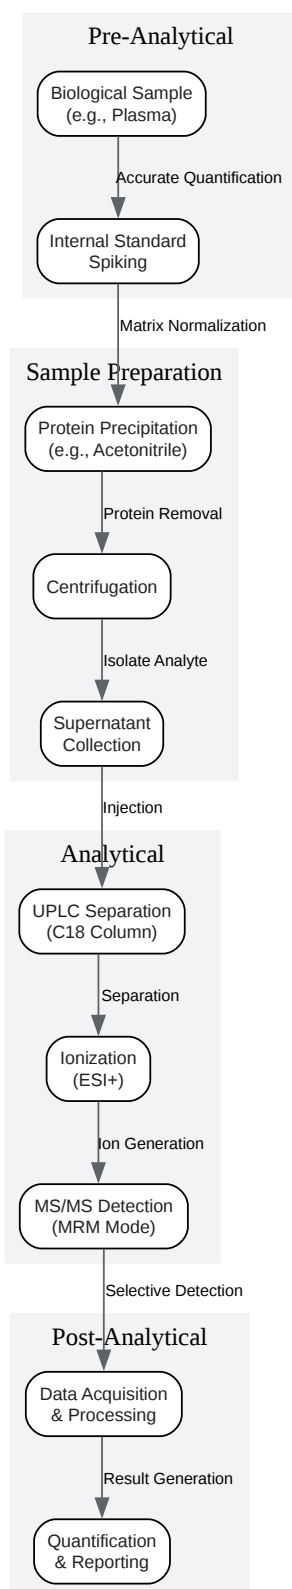 Pre-Analytical
Biological Sample
(e.g., Plasma)
Accurate Quantification
Internal Standard
Spiking
Matrix Normalization
Sample Preparation
Protein Precipitation
(e.g., Acetonitrile)
Protein Removal
Centrifugation
Isolate Analyte
Supernatant
Collection
Injection
Analytical
UPLC Separation
(C18 Column)
Separation
Ionization
(ESI+)
Ion Generation
MS/MS Detection
(MRM Mode)
Selective Detection
Post-Analytical
Data Acquisition
& Processing
Result Generation
Quantification
& Reporting